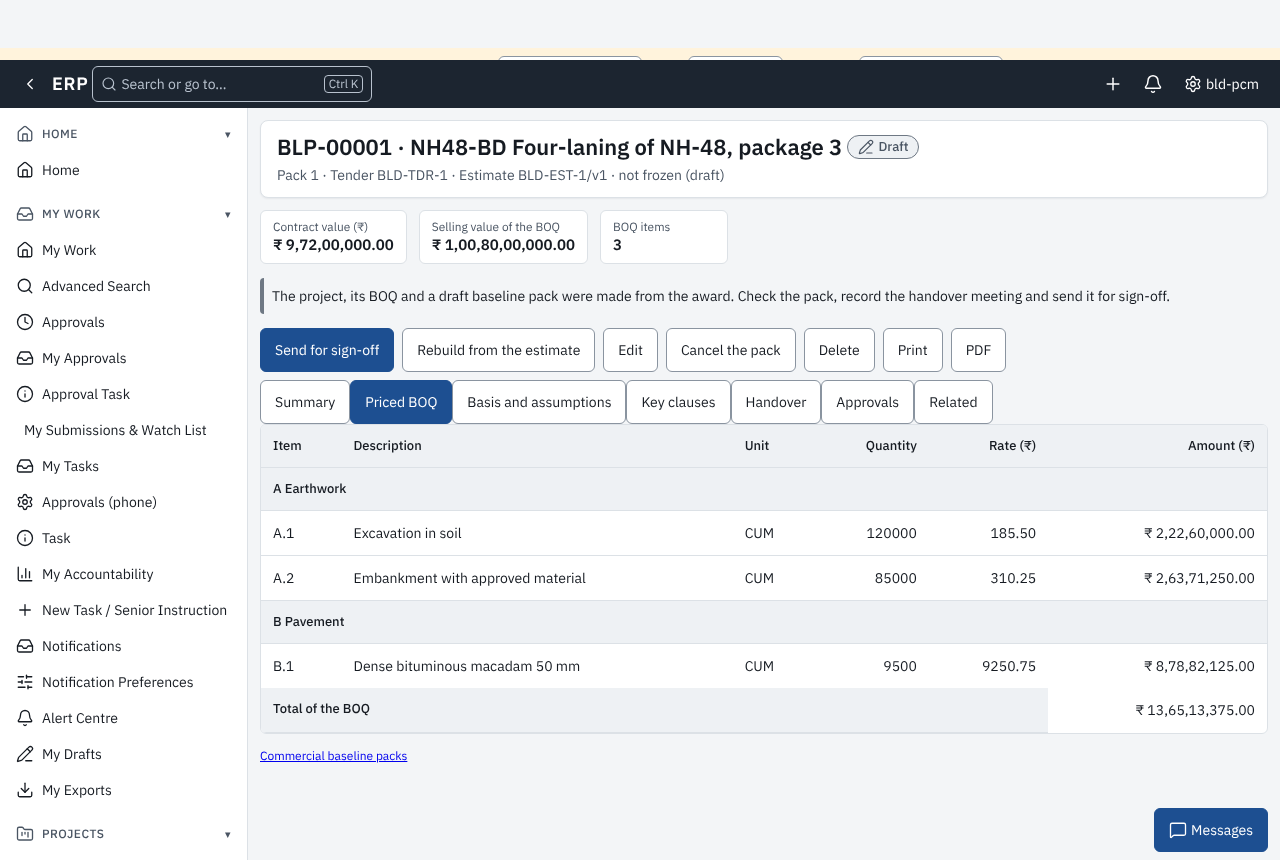 ERP
Search or go to...
Ctrl K
bld-pcm
HOME
Home
MY WORK
My Work
Advanced Search
Approvals
My Approvals
Approval Task
My Submissions & Watch List
My Tasks
Approvals (phone)
Task
My Accountability
New Task / Senior Instruction
Notifications
Notification Preferences
Alert Centre
My Drafts
My Exports
PROJECTS
BLP-00001 · NH48-BD Four-laning of NH-48, package 3 Draft
Pack 1 · Tender BLD-TDR-1 · Estimate BLD-EST-1/v1 · not frozen (draft)
Contract value (₹)
₹ 9,72,00,000.00
Selling value of the BOQ
₹ 1,00,80,00,000.00
BOQ items
3
The project, its BOQ and a draft baseline pack were made from the award. Check the pack, record the handover meeting and send it for sign-off.
Send for sign-off Rebuild from the estimate Edit Cancel the pack Delete Print PDF
Summary Priced BOQ Basis and assumptions Key clauses Handover Approvals Related
Item Description Unit Quantity Rate (₹) Amount (₹)
A Earthwork
A.1 Excavation in soil CUM 120000 185.50 ₹ 2,22,60,000.00
A.2 Embankment with approved material CUM 85000 310.25 ₹ 2,63,71,250.00
B Pavement
B.1 Dense bituminous macadam 50 mm CUM 9500 9250.75 ₹ 8,78,82,125.00
Total of the BOQ ₹ 13,65,13,375.00
Commercial baseline packs
Messages